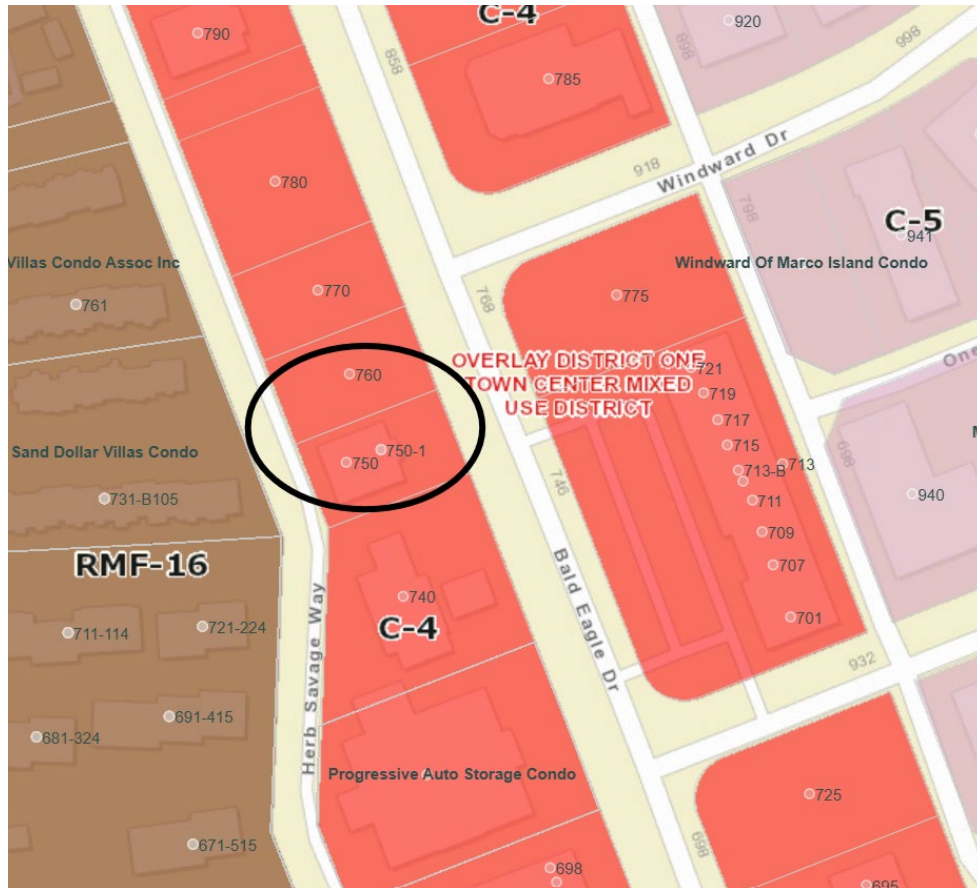 C-4
920
790
898
998
858
785
Windward Dr
918
780
798
C-5
941
Villas Condo Assoc Inc
Windward Of Marco Island Condo
770
768
775
761
One
OVERLAY DISTRICT ONE
TOWN CENTER MIXED
USE DISTRICT
721
760
719
717
715
698
M
Sand Dollar Villas Condo
750-1
750
713
713-B
746
731-B105
711
940
709
RMF-16
707
Bald Eagle Dr
740
701
C-4
711-114
721-224
Herb Savage Way
932
691-415
681-324
Progressive Auto Storage Condo
725
671-515
698
698
695